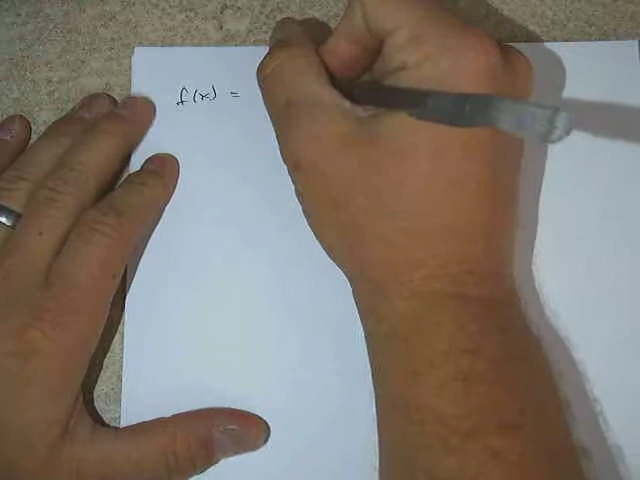 f(x) =